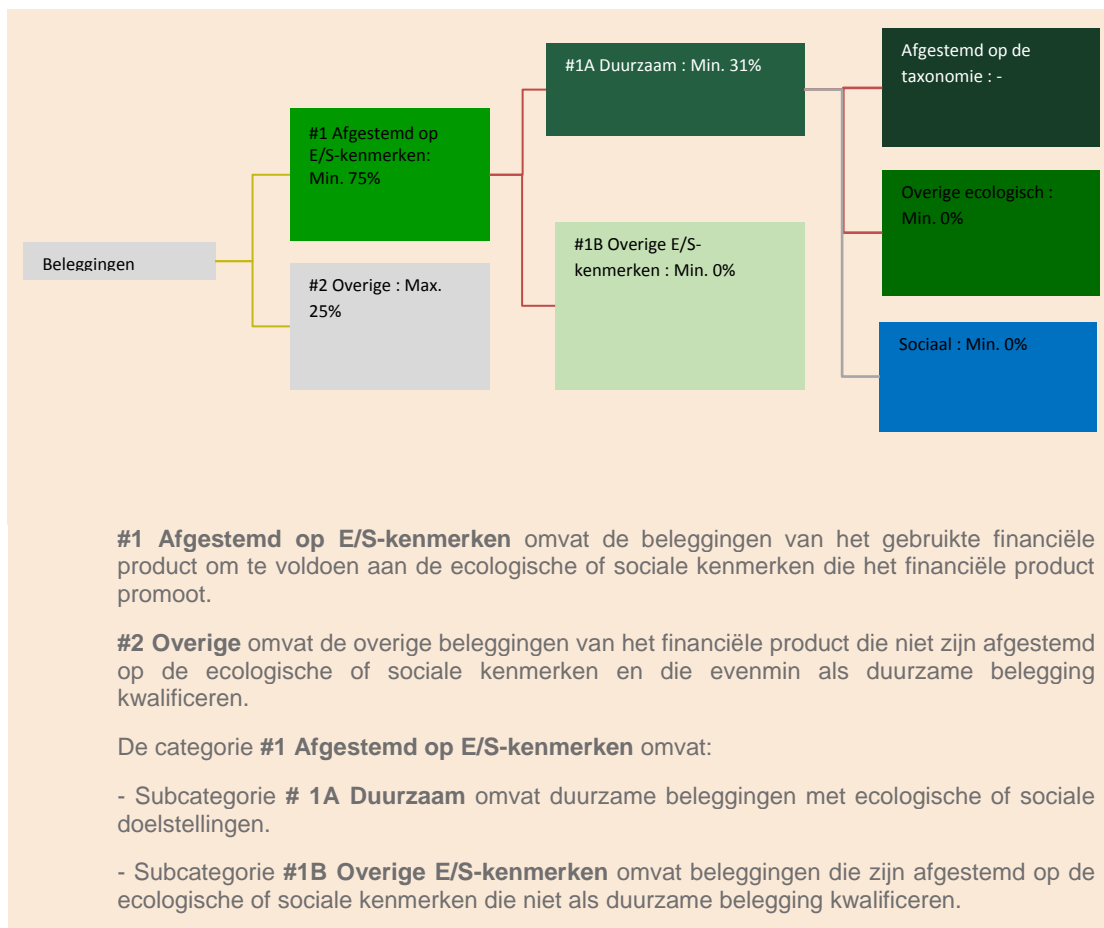 Beleggingen
#1 Afgestemd op
E/S-kenmerken:
Min. 75%
#2 Overige : Max.
25%
#1A Duurzaam : Min. 31%
#1B Overige E/S-
kenmerken : Min. 0%
Afgestemd op de
taxonomie : -
Overige ecologisch :
Min. 0%
Sociaal : Min. 0%
#1 Afgestemd op E/S-kenmerken omvat de beleggingen van het gebruikte financiële
product om te voldoen aan de ecologische of sociale kenmerken die het financiële product
promoot.
#2 Overige omvat de overige beleggingen van het financiële product die niet zijn afgestemd
op de ecologische of sociale kenmerken en die evenmin als duurzame belegging
kwalificeren.
De categorie #1 Afgestemd op E/S-kenmerken omvat:
- Subcategorie # 1A Duurzaam omvat duurzame beleggingen met ecologische of sociale
doelstellingen.
- Subcategorie #1B Overige E/S-kenmerken omvat beleggingen die zijn afgestemd op de
ecologische of sociale kenmerken die niet als duurzame belegging kwalificeren.